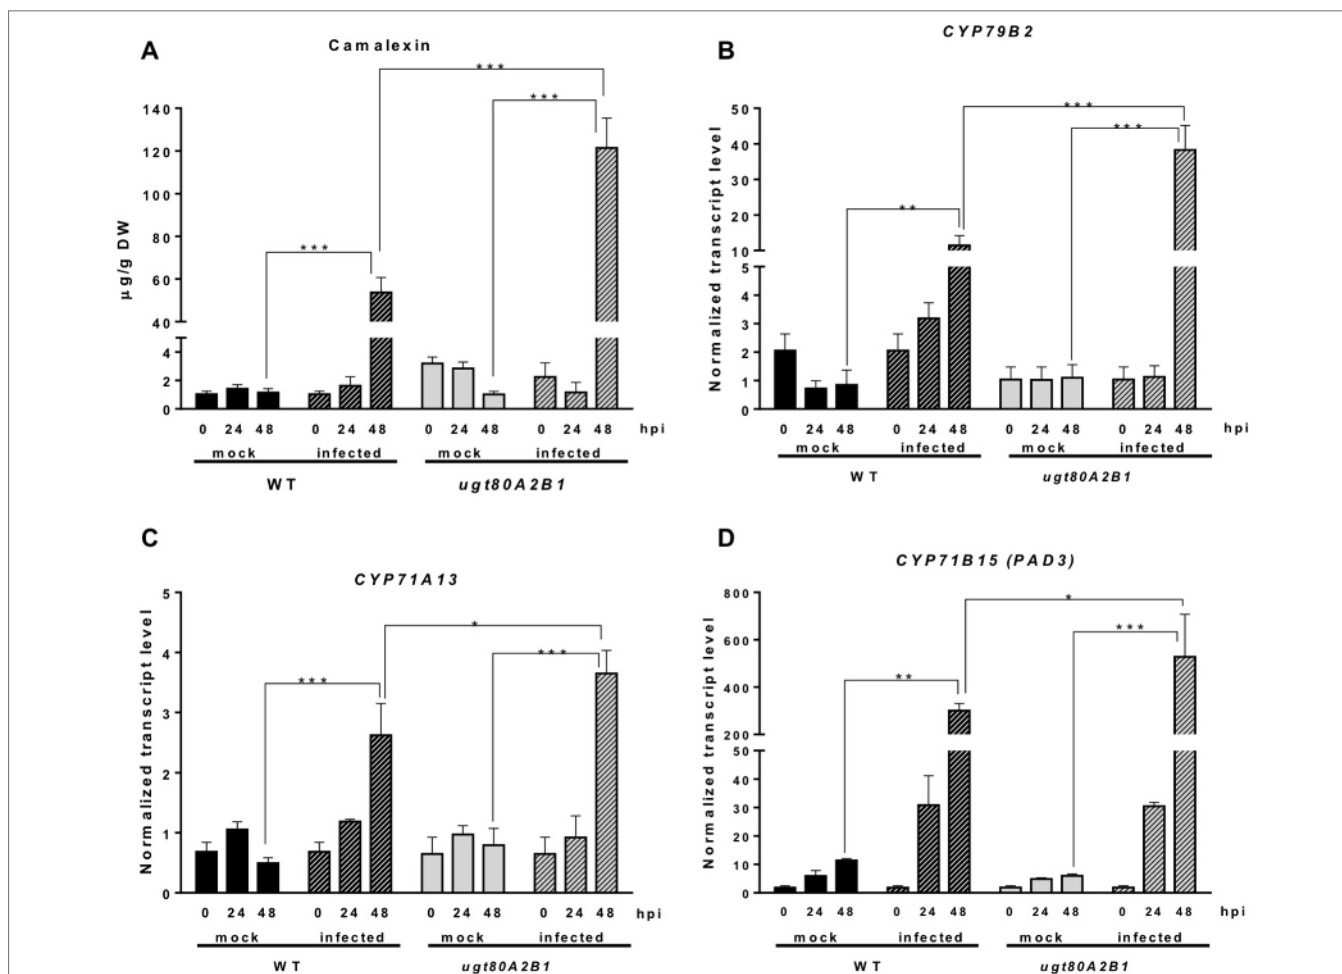 A
Camalexin
***
***
***
140
120
100
80
60
40
4
2
0
µg/g DW
0 24 48 0 24 48 0 24 48 0 24 48 hpi
mock infected mock infected
WT ugt80A2B1
B
CYP79B2
***
***
**
50
40
30
20
10
5
4
3
2
1
0
Normalized transcript level
0 24 48 0 24 48 0 24 48 0 24 48 hpi
mock infected mock infected
WT ugt80A2B1
C
CYP71A13
*
***
***
5
4
3
2
1
0
Normalized transcript level
0 24 48 0 24 48 0 24 48 0 24 48
mock infected mock infected
WT ugt80A2B1
D
CYP71B15 (PAD3)
*
***
**
800
600
400
200
40
30
20
10
0
Normalized transcript level
0 24 48 0 24 48 0 24 48 0 24 48 hpi
mock infected mock infected
WT ugt80A2B1